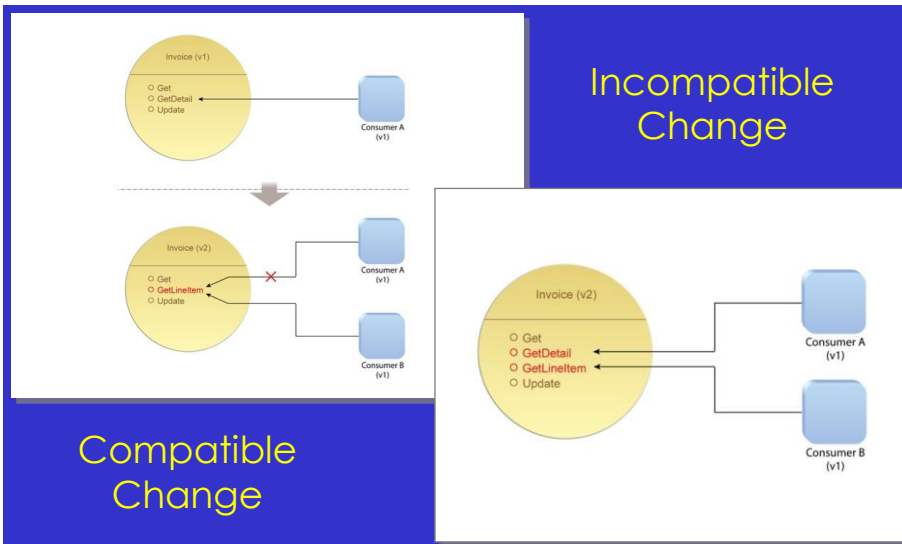 Invoice (v1)
Get
GetDetail
Update
Consumer A
(v1)
Invoice (v2)
Get
GetLineItem
Update
Consumer A
(v1)
Consumer B
(v1)
Incompatible
Change
Invoice (v2)
Get
GetDetail
GetLineItem
Update
Consumer A
(v1)
Consumer B
(v1)
Compatible
Change